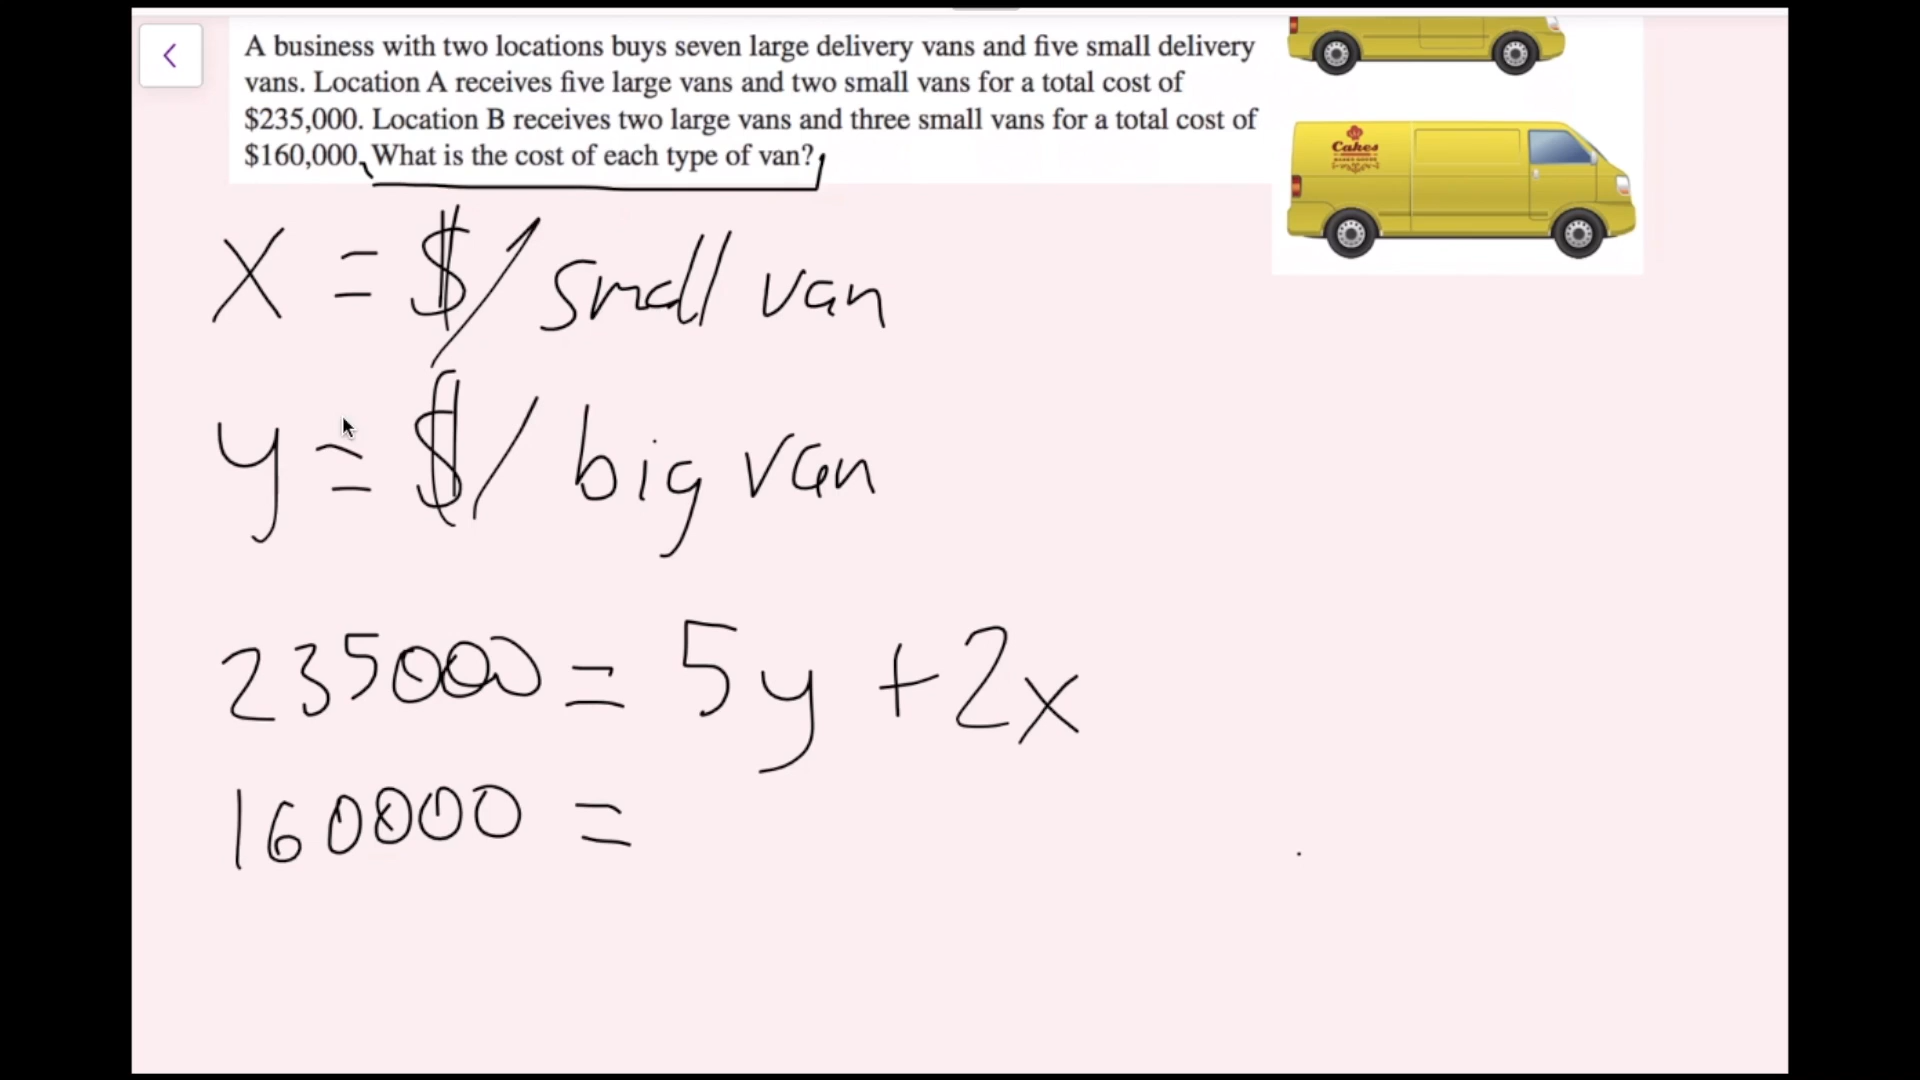 A business with two locations buys seven large delivery vans and five small delivery
vans. Location A receives five large vans and two small vans for a total cost of
$235,000. Location B receives two large vans and three small vans for a total cost of
$160,000. What is the cost of each type of van?
Cakes
x = $/small van
y = $/big van
235000 = 5y + 2x
160000 =